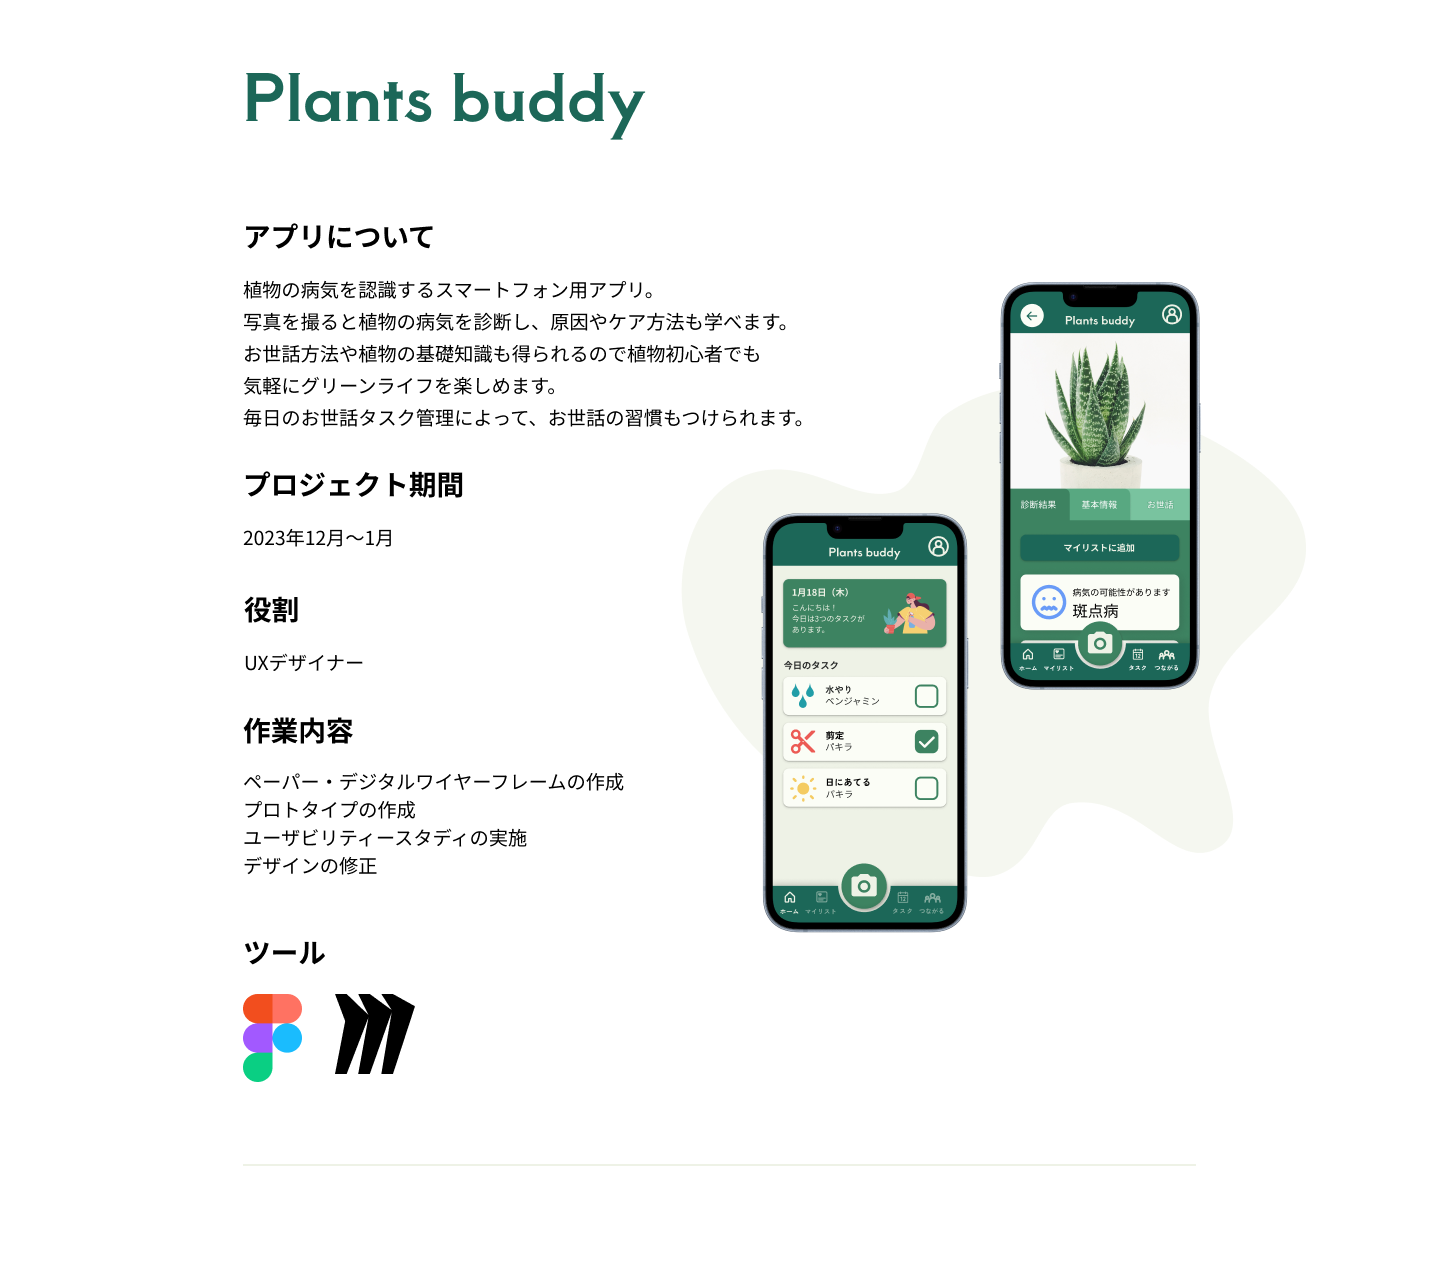 Plants buddy
アプリについて
植物の病気を認識するスマートフォン用アプリ。
写真を撮ると植物の病気を診断し、原因やケア方法も学べます。
お世話方法や植物の基礎知識も得られるので植物初心者でも
気軽にグリーンライフを楽しめます。
毎日のお世話タスク管理によって、お世話の習慣もつけられます。
プロジェクト期間
2023年12月〜1月
役割
UXデザイナー
作業内容
ペーパー・デジタルワイヤーフレームの作成
プロトタイプの作成
ユーザビリティースタディの実施
デザインの修正
ツール
Plants buddy
1月18日（木）
こんにちは！
今日は3つのタスクが
あります。
今日のタスク
水やり
ベンジャミン
剪定
パキラ
日にあてる
パキラ
ホーム マイリスト 12 タスク つながる
Plants buddy
診断結果 基本情報 お世話
マイリストに追加
病気の可能性があります
斑点病
ホーム マイリスト 12 タスク つながる